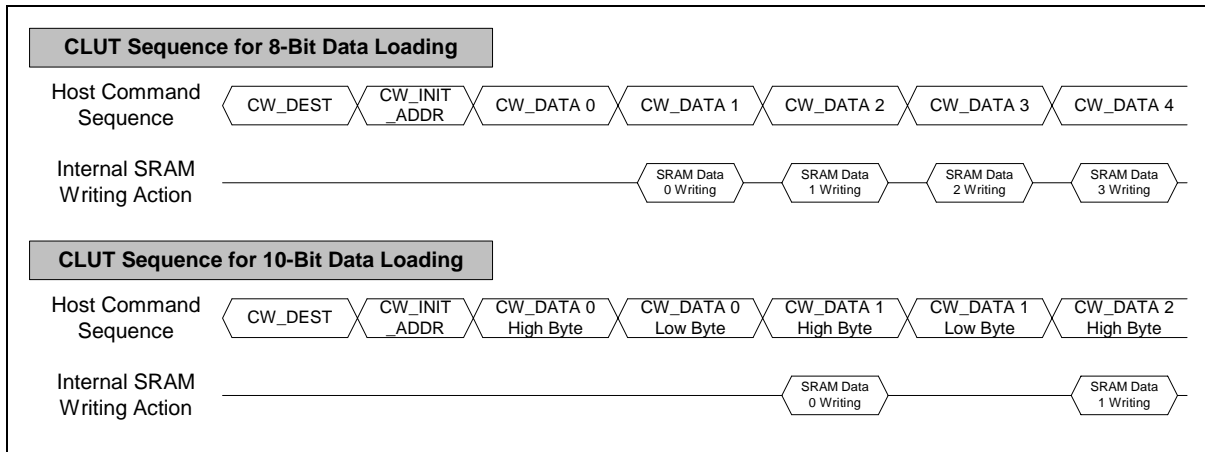 CLUT Sequence for 8-Bit Data Loading
Host Command
Sequence
CW_DEST
CW_INIT
_ADDR
CW_DATA 0
CW_DATA 1
CW_DATA 2
CW_DATA 3
CW_DATA 4
Internal SRAM
Writing Action
SRAM Data
0 Writing
SRAM Data
1 Writing
SRAM Data
2 Writing
SRAM Data
3 Writing
CLUT Sequence for 10-Bit Data Loading
Host Command
Sequence
CW_DEST
CW_INIT
_ADDR
CW_DATA 0
High Byte
CW_DATA 0
Low Byte
CW_DATA 1
High Byte
CW_DATA 1
Low Byte
CW_DATA 2
High Byte
Internal SRAM
Writing Action
SRAM Data
0 Writing
SRAM Data
1 Writing